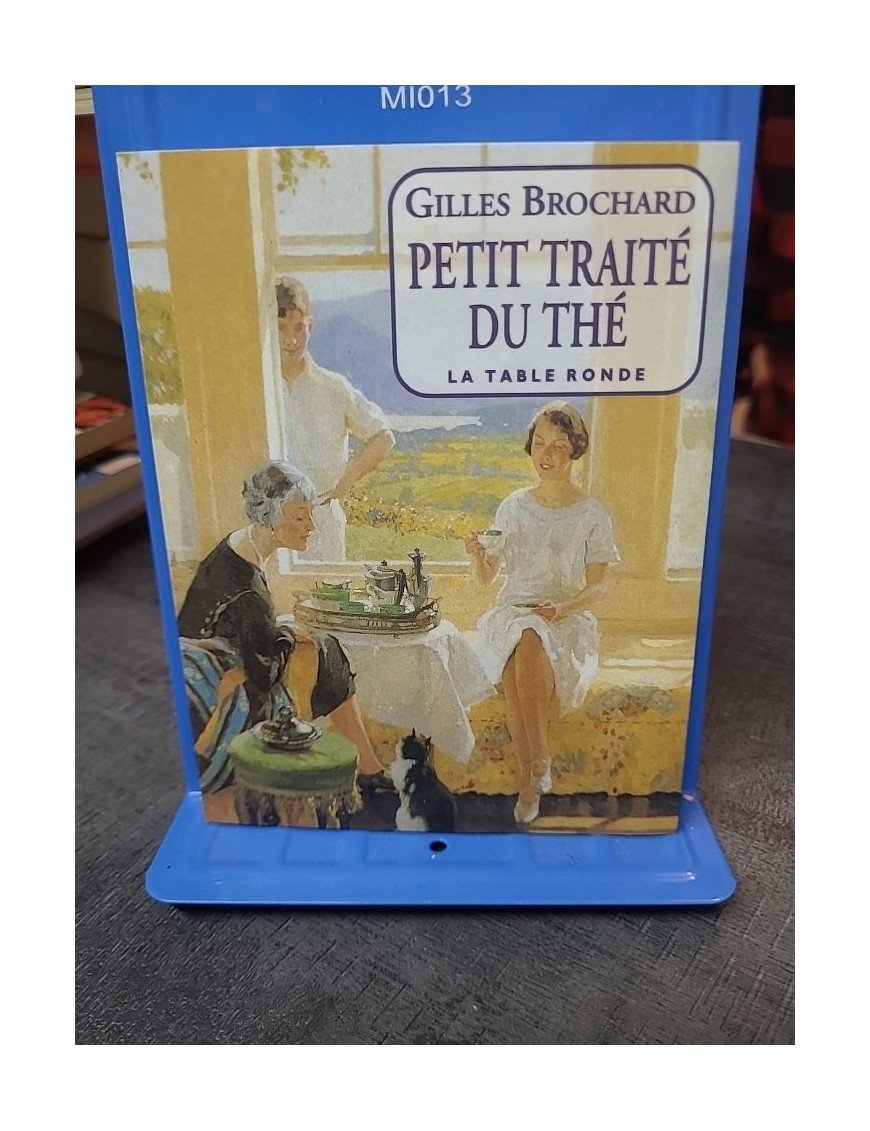 MI013
GILLES BROCHARD
PETIT TRAITÉ
DU THÉ
LA TABLE RONDE